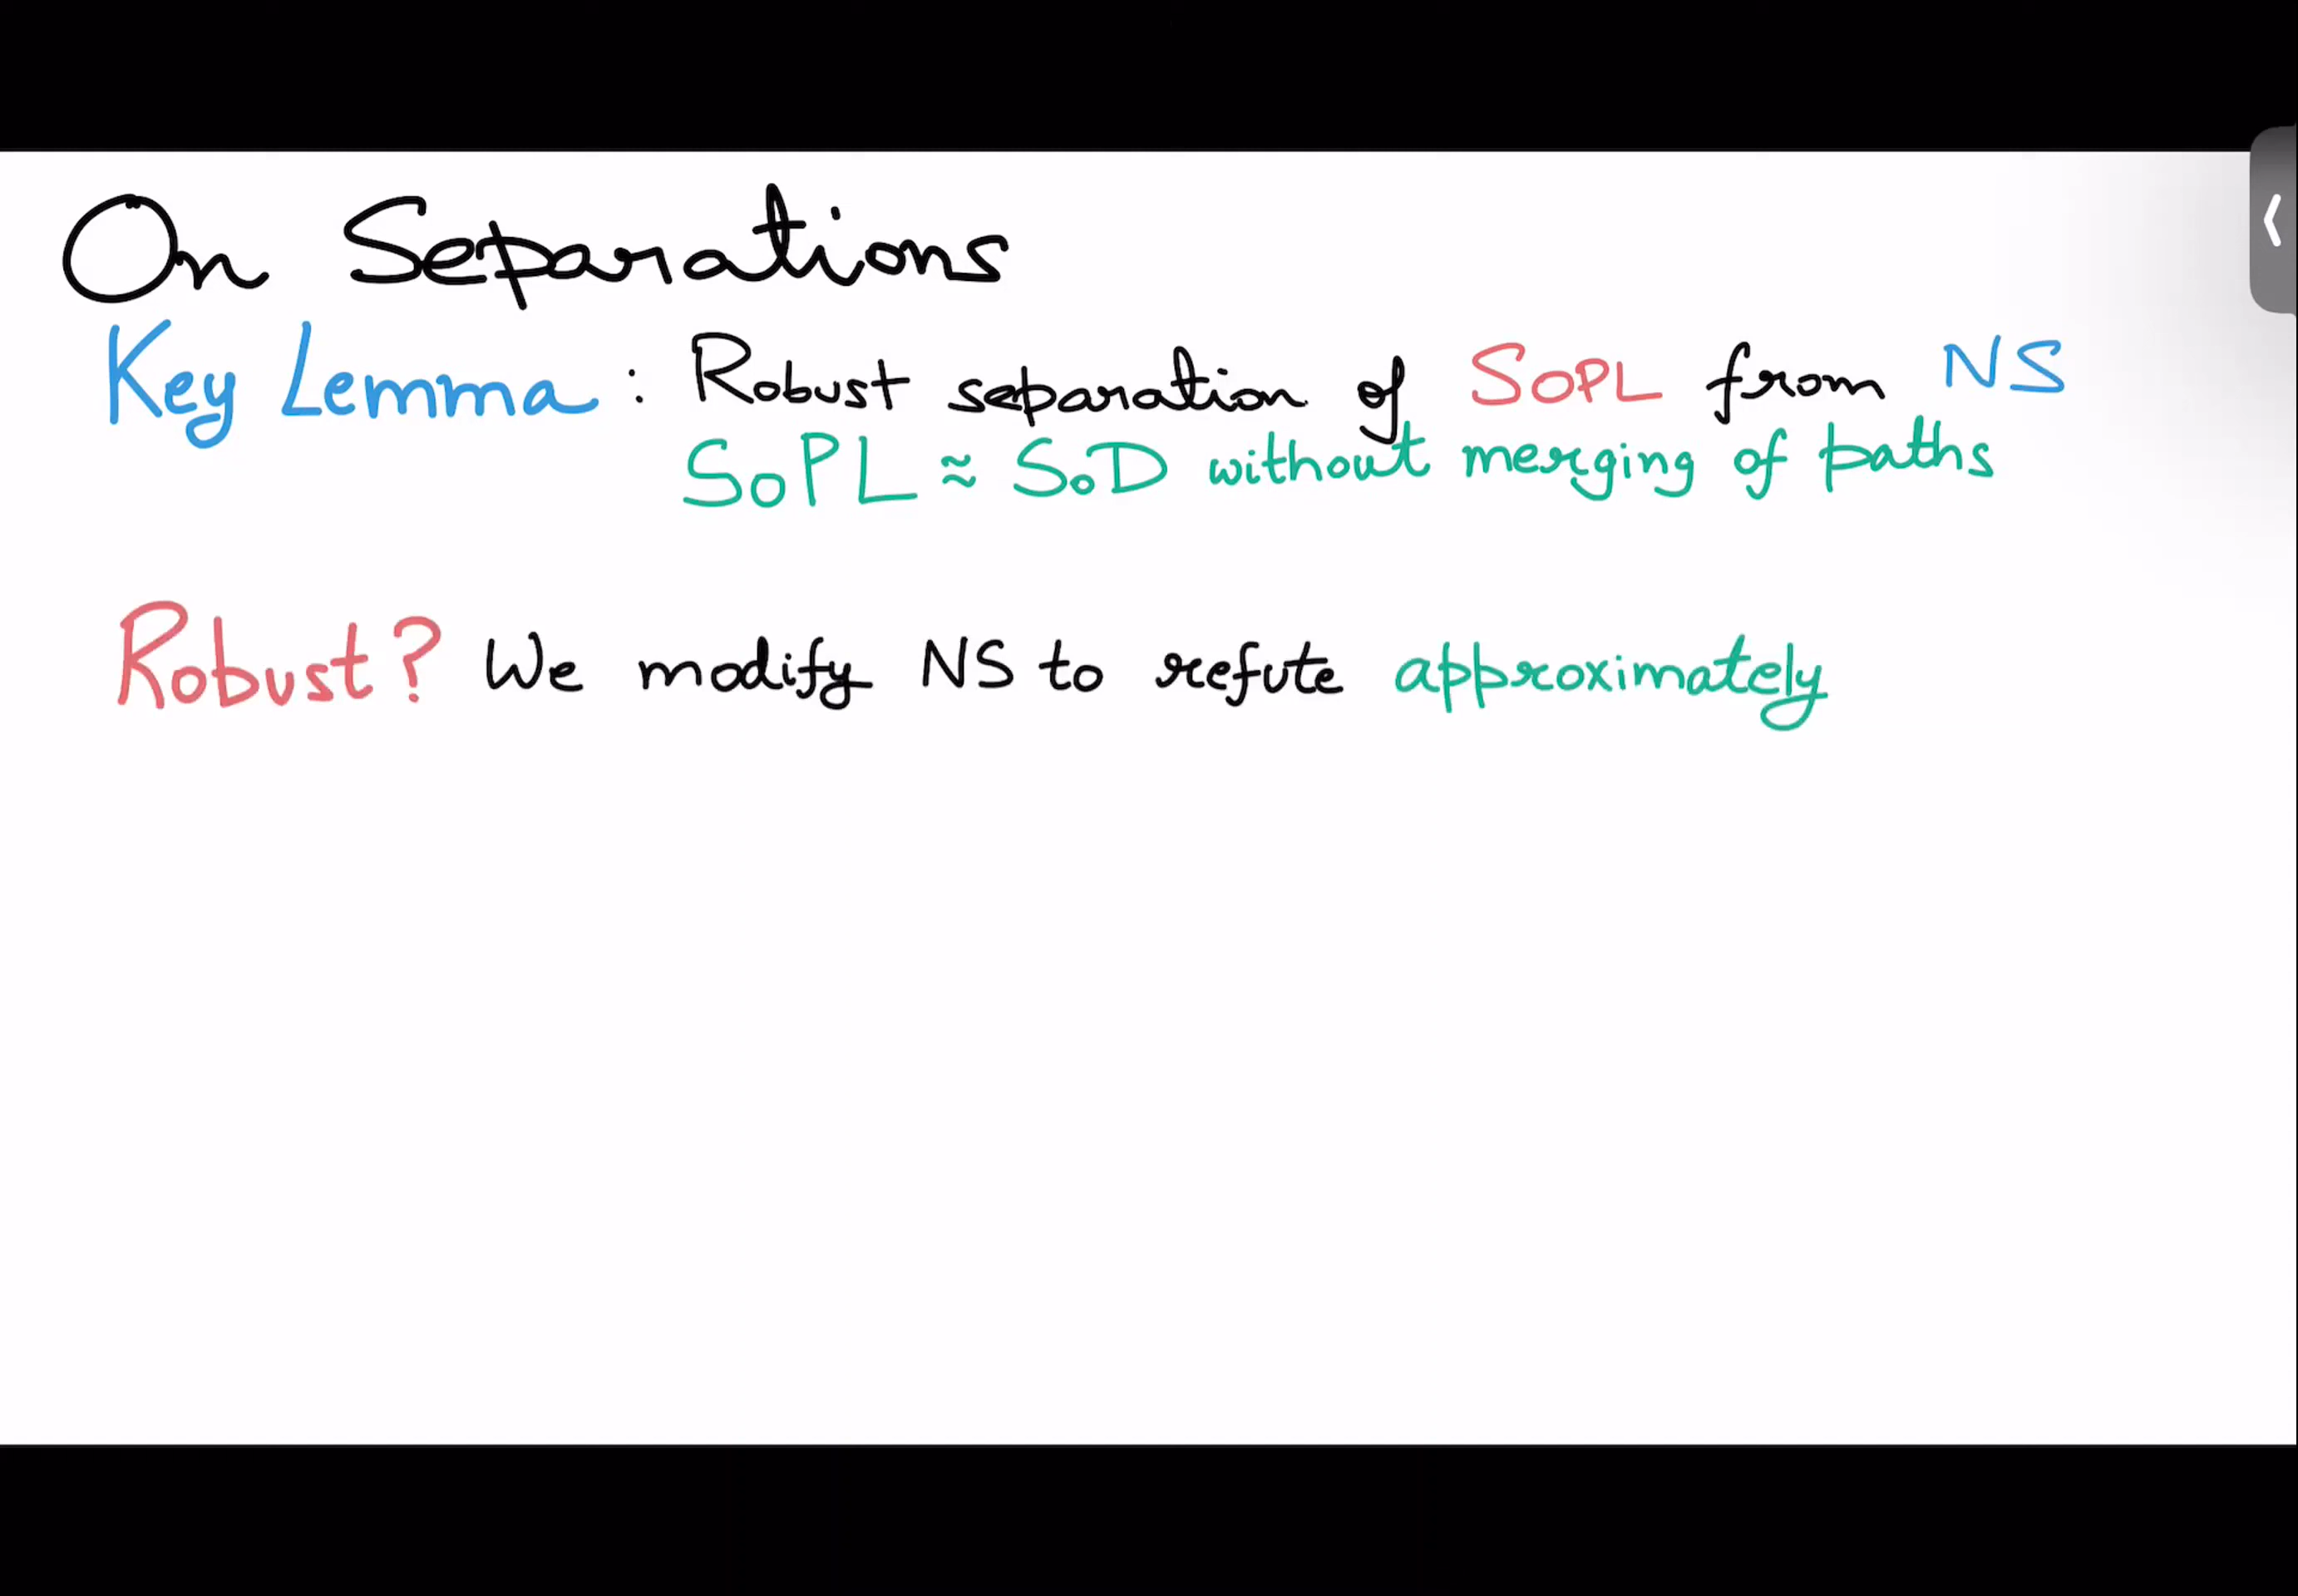 On Separations
Key Lemma : Robust separation of SOPL from NS
SOPL ≈ SOD without merging of paths
Robust? We modify NS to refute approximately